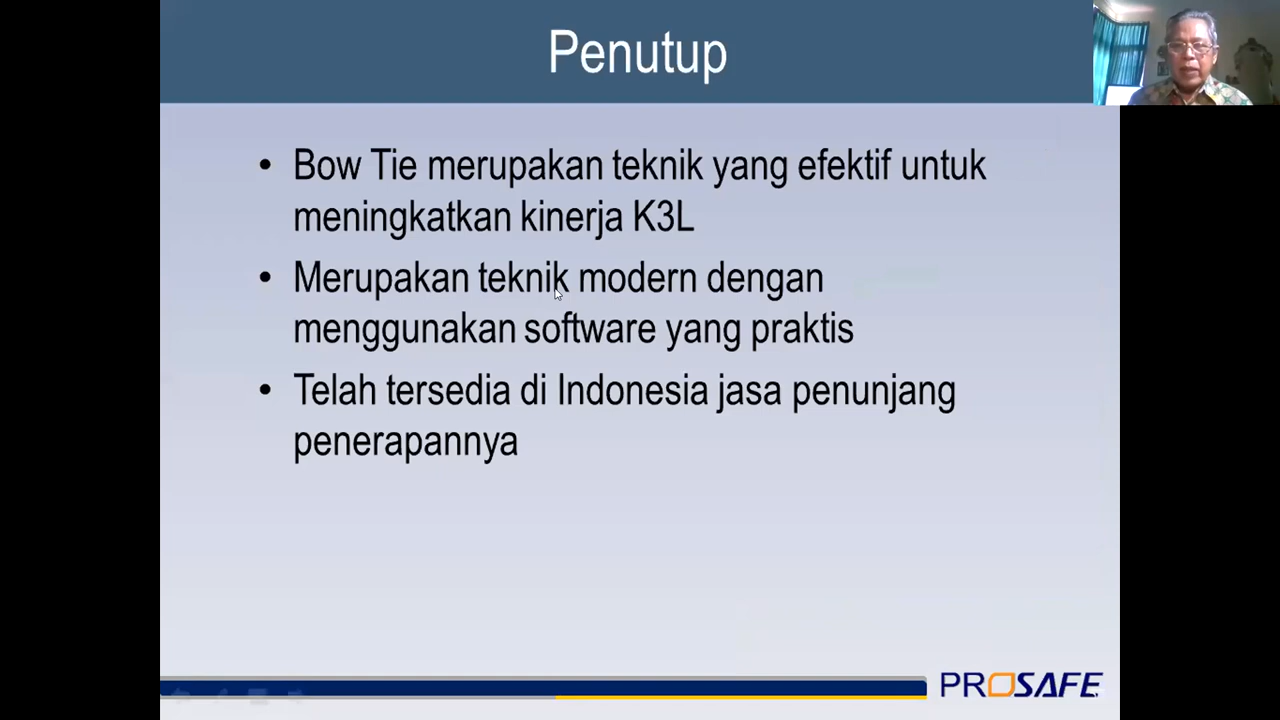 Penutup
• Bow Tie merupakan teknik yang efektif untuk
meningkatkan kinerja K3L
• Merupakan teknik modern dengan
menggunakan software yang praktis
• Telah tersedia di Indonesia jasa penunjang
penerapannya
PROSAFE